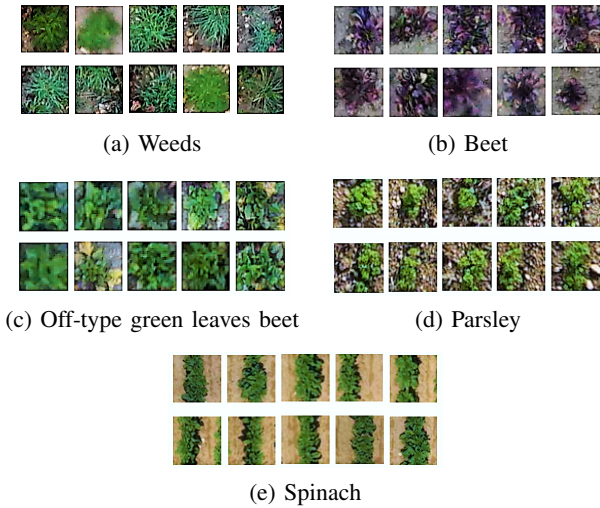 (a) Weeds
(b) Beet
(c) Off-type green leaves beet
(d) Parsley
(e) Spinach